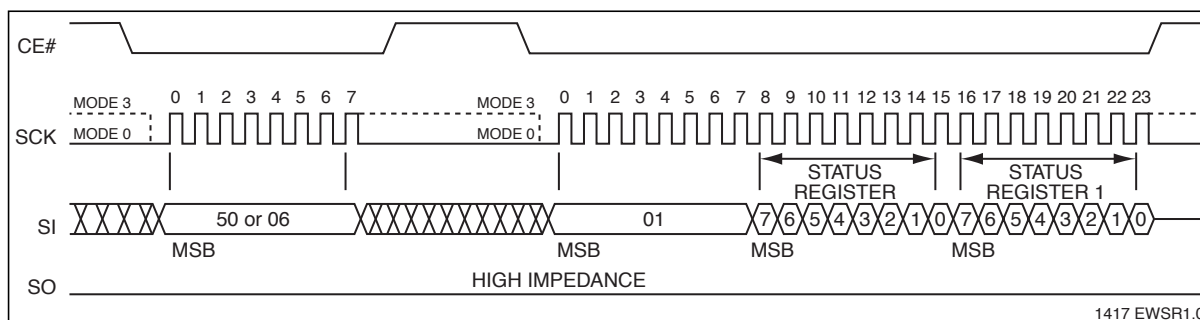 CE#
MODE 3 0 1 2 3 4 5 6 7 MODE 3 0 1 2 3 4 5 6 7 8 9 10 11 12 13 14 15 16 17 18 19 20 21 22 23
SCK MODE 0 MODE 0
STATUS REGISTER STATUS REGISTER 1
SI 50 or 06 01 7 6 5 4 3 2 1 0 7 6 5 4 3 2 1 0
MSB MSB MSB MSB
SO HIGH IMPEDANCE
1417 EWSR1.0